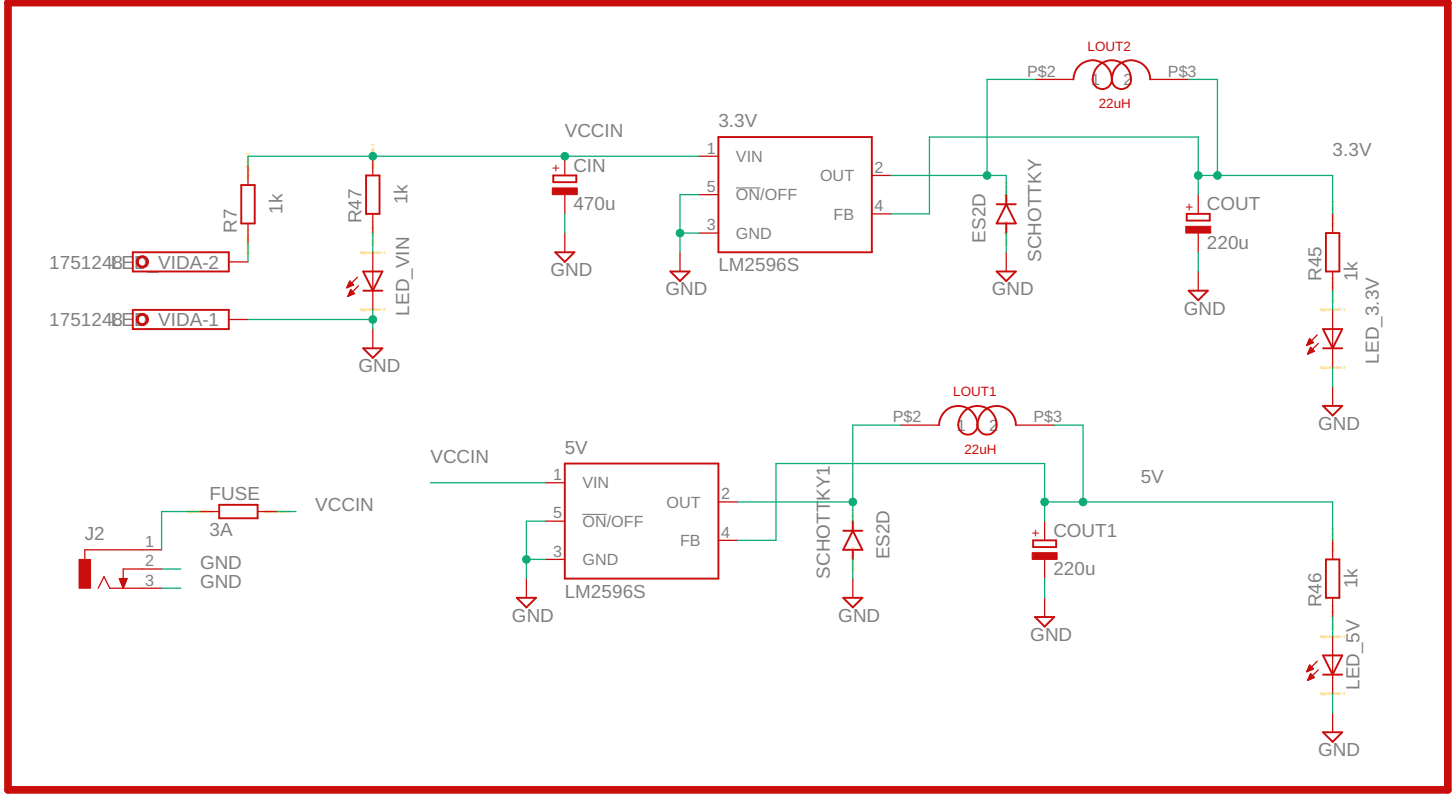 LOUT2
P$2
1 2
P$3
22uH
3.3V
VCCIN
3.3V
1
VIN
CIN
+
2
OUT
5
ON/OFF
470u
4
FB
3
GND
LM2596S
GND
GND
ES2D
SCHOTTKY
GND
+
COUT
220u
GND
R7
1k
R47
1k
LED_VIN
VIDA-2
VIDA-1
GND
R45
1k
LED_3.3V
GND
LOUT1
P$2
1 2
P$3
22uH
VCCIN
5V
5V
1
VIN
2
OUT
5
ON/OFF
4
FB
3
GND
LM2596S
GND
SCHOTTKY1
ES2D
GND
+
COUT1
220u
GND
FUSE
VCCIN
3A
J2
1
2
GND
3
GND
R46
1k
LED_5V
GND